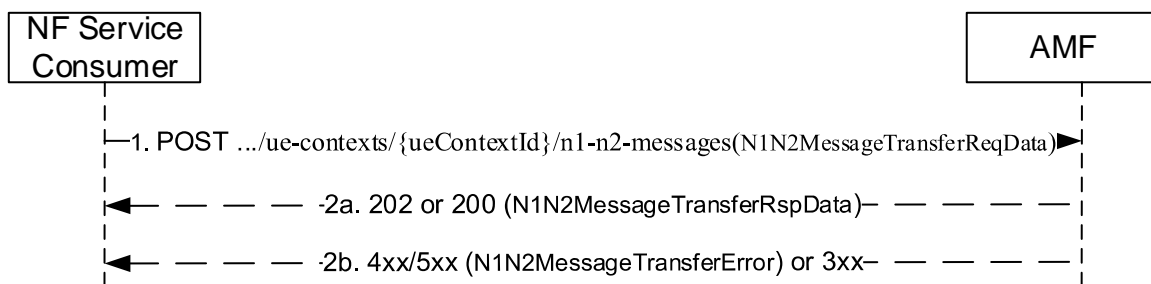 NF Service
Consumer
AMF
1. POST .../ue-contexts/{ueContextId}/n1-n2-messages(N1N2MessageTransferReqData)
2a. 202 or 200 (N1N2MessageTransferRspData)
2b. 4xx/5xx (N1N2MessageTransferError) or 3xx